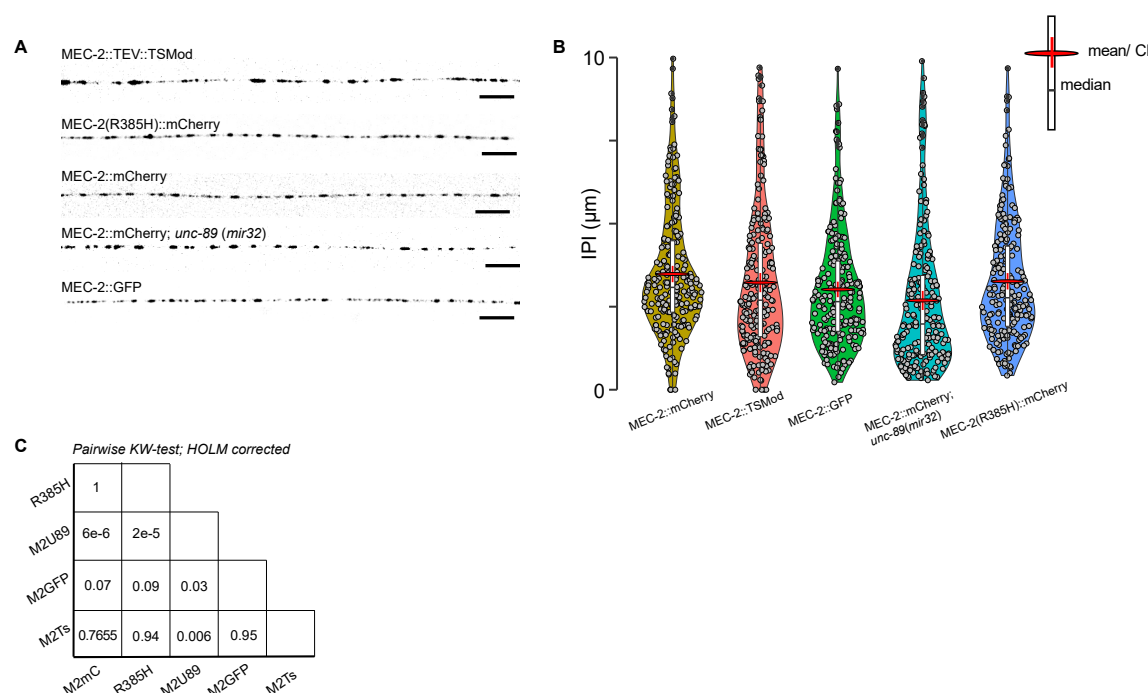 A
MEC-2::TEV::TSMod
MEC-2(R385H)::mCherry
MEC-2::mCherry
MEC-2::mCherry; unc-89 (mir32)
MEC-2::GFP
B
10
IPI (μm)
0
mean/ CI
median
MEC-2::mCherry
MEC-2::TSMod
MEC-2::GFP
MEC-2::mCherry;
unc-89(mir32)
MEC-2(R385H)::mCherry
C
Pairwise KW-test; HOLM corrected
R385H 1
M2U89 6e-6 2e-5
M2GFP 0.07 0.09 0.03
M2Ts 0.7655 0.94 0.006 0.95
M2mC R385H M2U89 M2GFP M2Ts